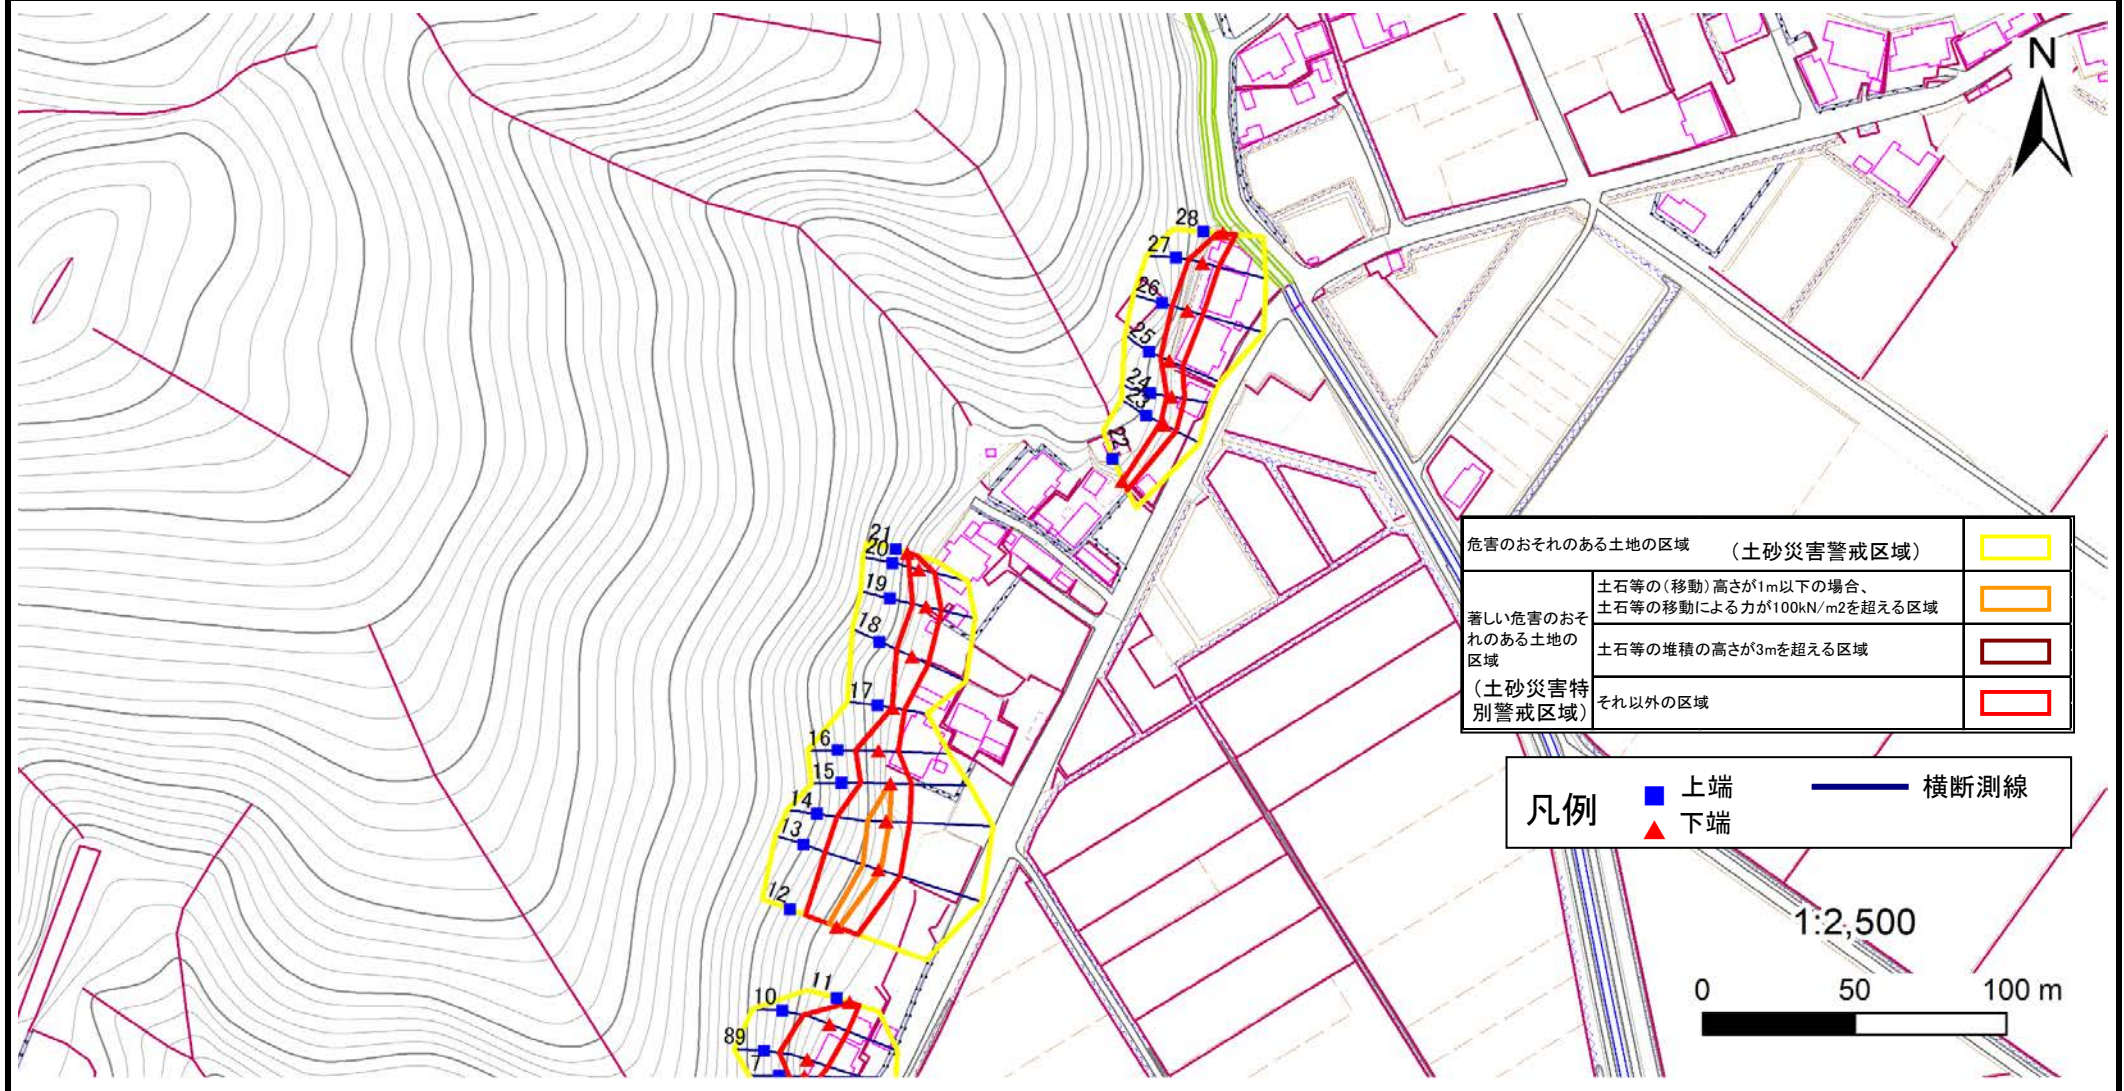 N
28
27
26
25
24
23
22
21
20
19
18
17
16
15
14
13
12
11
10
89
7
危害のおそれのある土地の区域 (土砂災害警戒区域)
著しい危害のおそ
れのある土地の
区域
(土砂災害特
別警戒区域)
土石等の(移動)高さが1m以下の場合、
土石等の移動による力が100kN/m2を超える区域
土石等の堆積の高さが3mを超える区域
それ以外の区域
凡例
上端
下端
横断測線
1:2,500
0 50 100 m